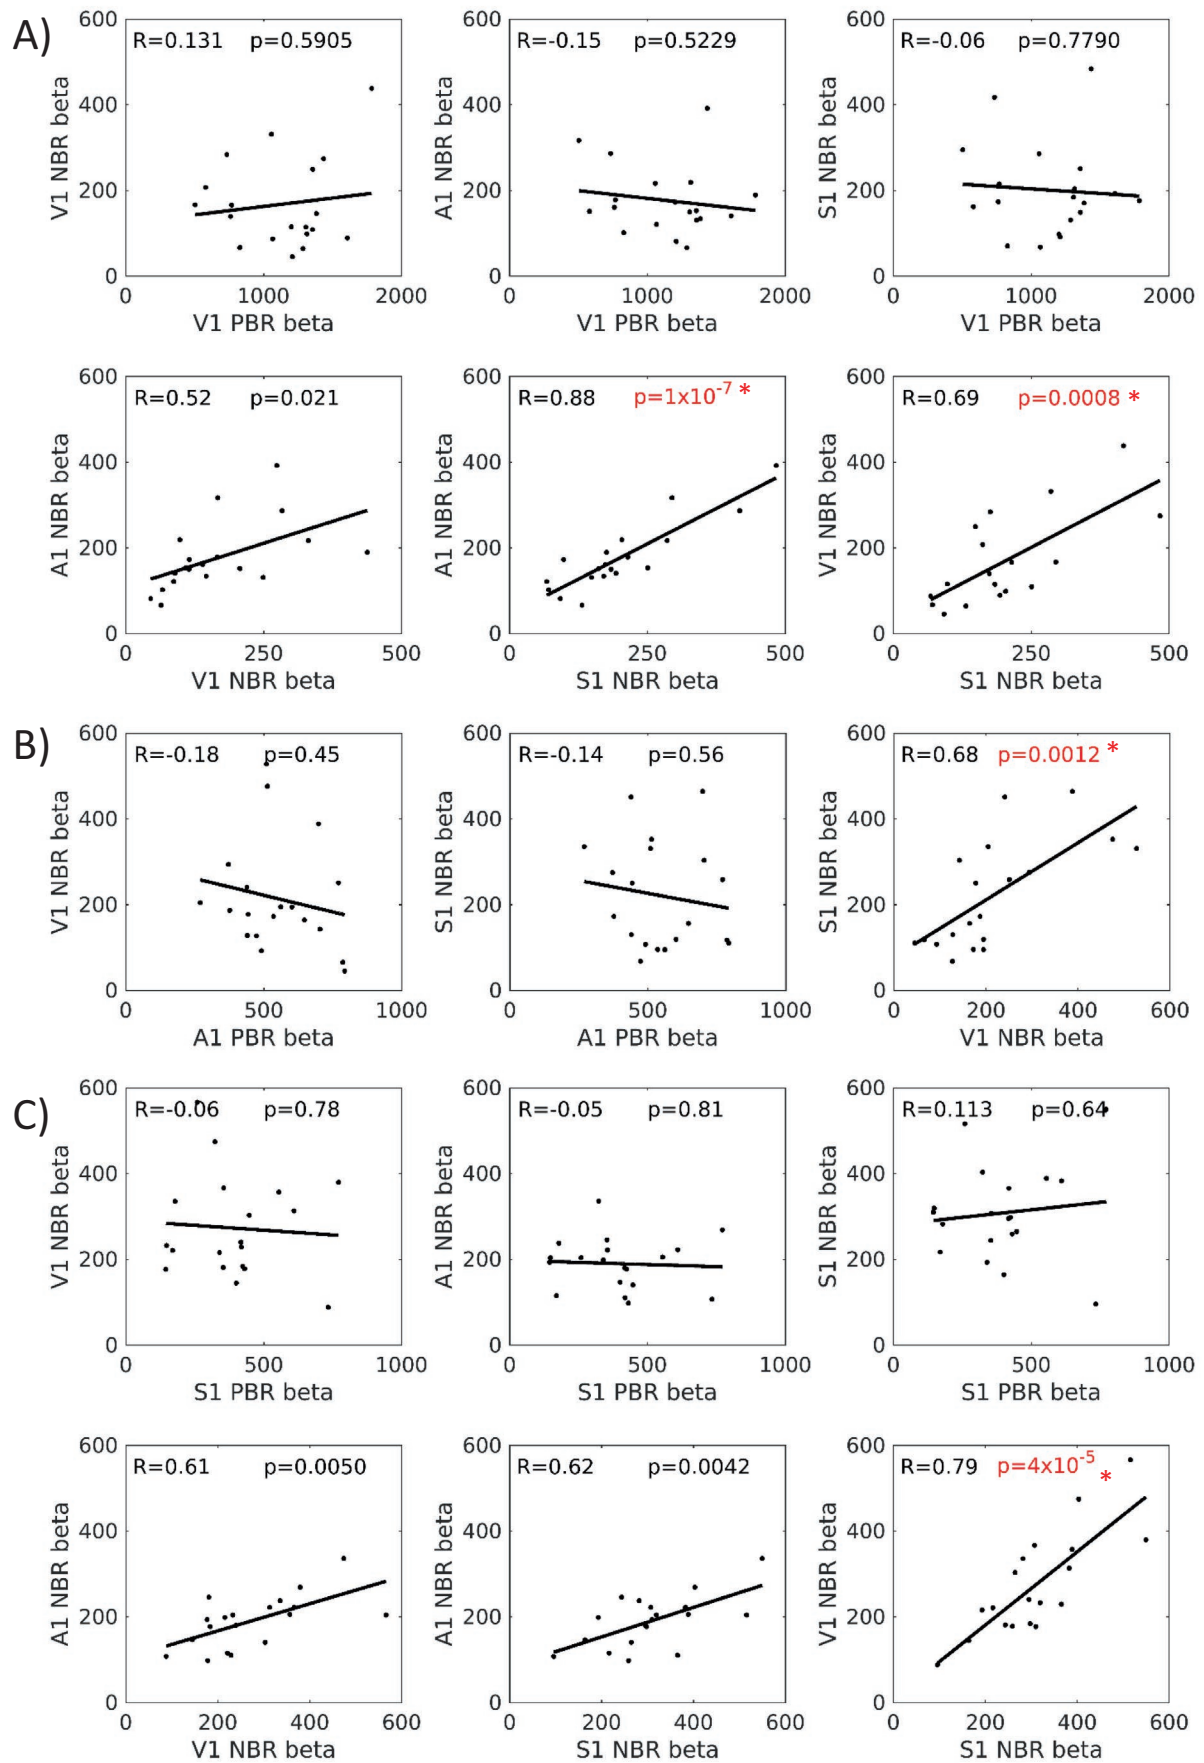 A)
R=0.131 p=0.5905
600
400
200
0
V1 NBR beta
0 1000 2000
V1 PBR beta
R=-0.15 p=0.5229
600
400
200
0
A1 NBR beta
0 1000 2000
V1 PBR beta
R=-0.06 p=0.7790
600
400
200
0
S1 NBR beta
0 1000 2000
V1 PBR beta
R=0.52 p=0.021
600
400
200
0
A1 NBR beta
0 250 500
V1 NBR beta
R=0.88 p=1x10⁻⁷ *
600
400
200
0
A1 NBR beta
0 250 500
S1 NBR beta
R=0.69 p=0.0008 *
600
400
200
0
V1 NBR beta
0 250 500
S1 NBR beta
B)
R=-0.18 p=0.45
600
400
200
0
V1 NBR beta
0 500 1000
A1 PBR beta
R=-0.14 p=0.56
600
400
200
0
S1 NBR beta
0 500 1000
A1 PBR beta
R=0.68 p=0.0012 *
600
400
200
0
S1 NBR beta
0 200 400 600
V1 NBR beta
C)
R=-0.06 p=0.78
600
400
200
0
V1 NBR beta
0 500 1000
S1 PBR beta
R=-0.05 p=0.81
600
400
200
0
A1 NBR beta
0 500 1000
S1 PBR beta
R=0.113 p=0.64
600
400
200
0
S1 NBR beta
0 500 1000
S1 PBR beta
R=0.61 p=0.0050
600
400
200
0
A1 NBR beta
0 200 400 600
V1 NBR beta
R=0.62 p=0.0042
600
400
200
0
A1 NBR beta
0 200 400 600
S1 NBR beta
R=0.79 p=4x10⁻⁵ *
600
400
200
0
V1 NBR beta
0 200 400 600
S1 NBR beta